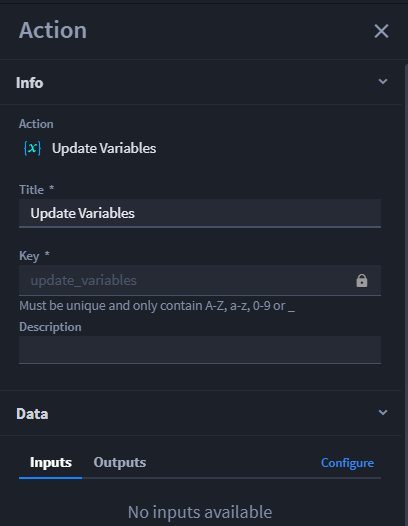 Action
Info
Action
{x} Update Variables
Title *
Update Variables
Key *
update_variables
Must be unique and only contain A-Z, a-z, 0-9 or _
Description
Data
Inputs Outputs Configure
No inputs available